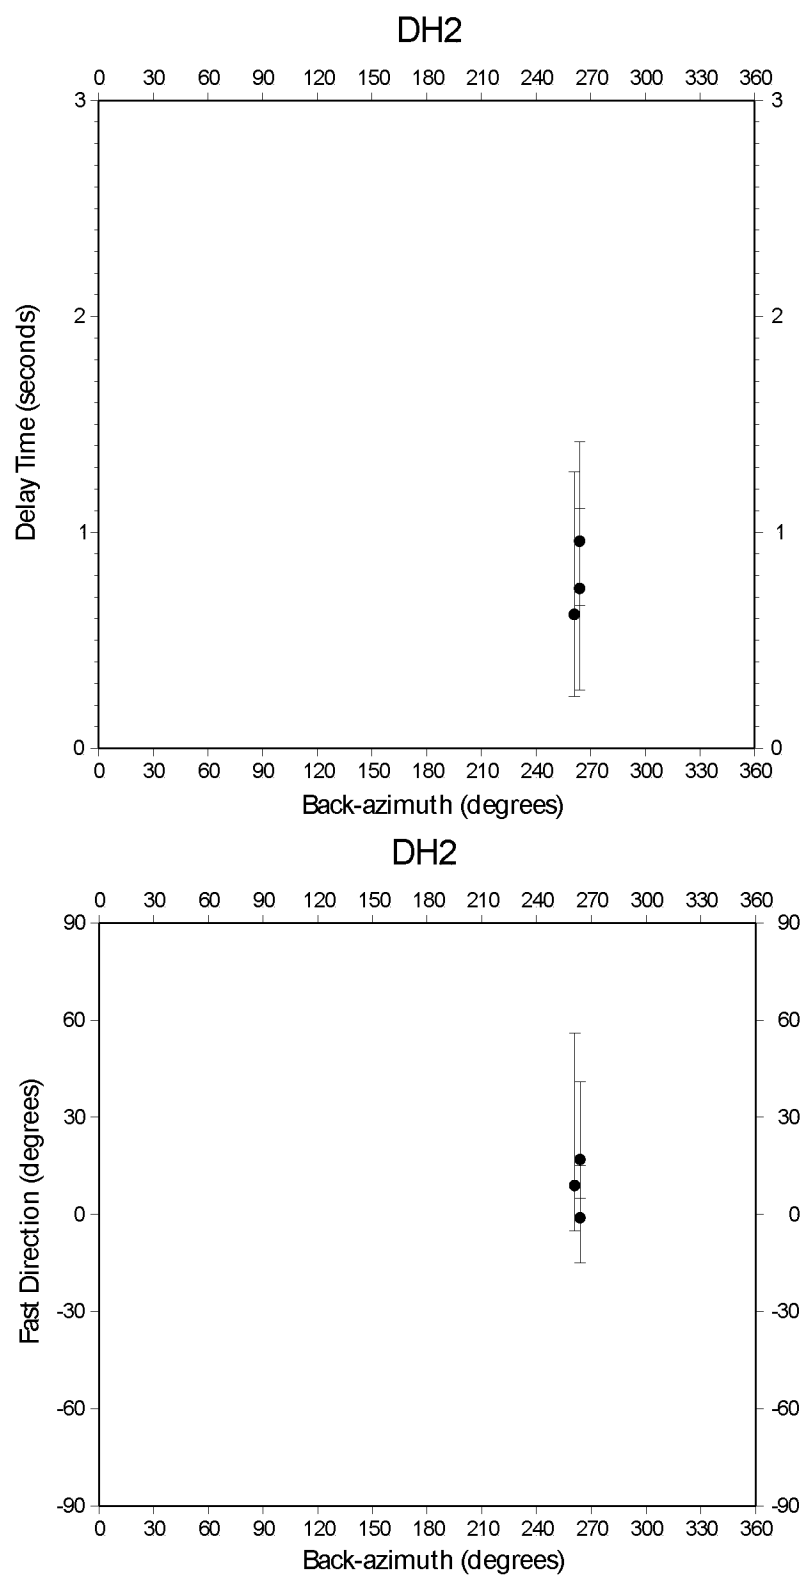 DH2
0 30 60 90 120 150 180 210 240 270 300 330 360
3 3
2 2
Delay Time (seconds)
1 1
0 0
0 30 60 90 120 150 180 210 240 270 300 330 360
Back-azimuth (degrees)
DH2
0 30 60 90 120 150 180 210 240 270 300 330 360
90 90
60 60
30 30
Fast Direction (degrees)
0 0
-30 -30
-60 -60
-90 -90
0 30 60 90 120 150 180 210 240 270 300 330 360
Back-azimuth (degrees)